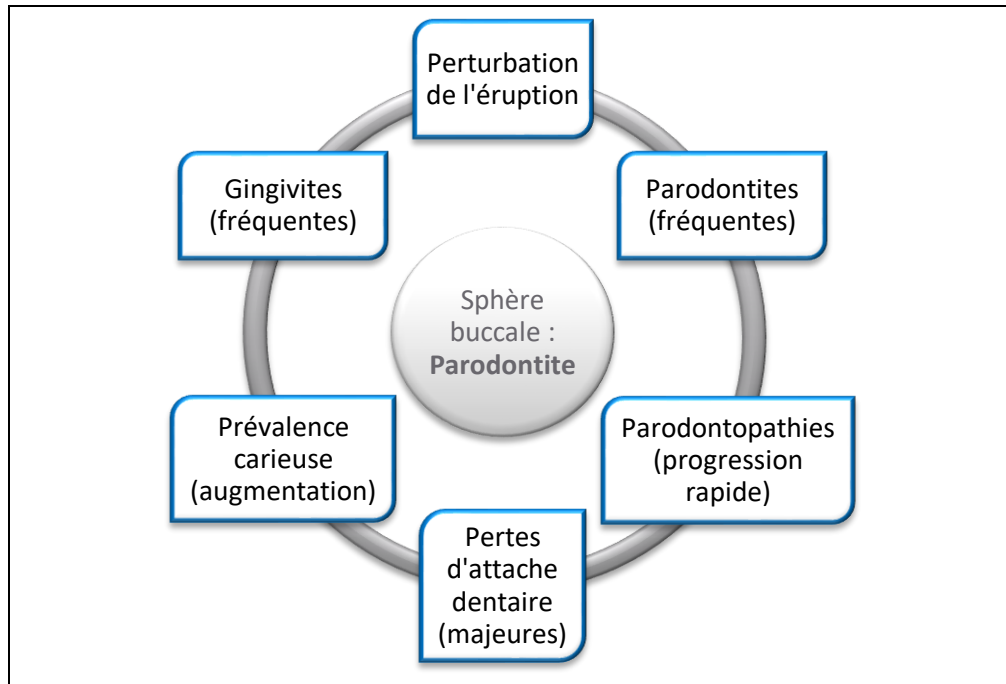 Perturbation
de l'éruption
Parodontites
(fréquentes)
Parodontopathies
(progression
rapide)
Pertes
d'attache
dentaire
(majeures)
Prévalence
carieuse
(augmentation)
Gingivites
(fréquentes)
Sphère
buccale :
Parodontite